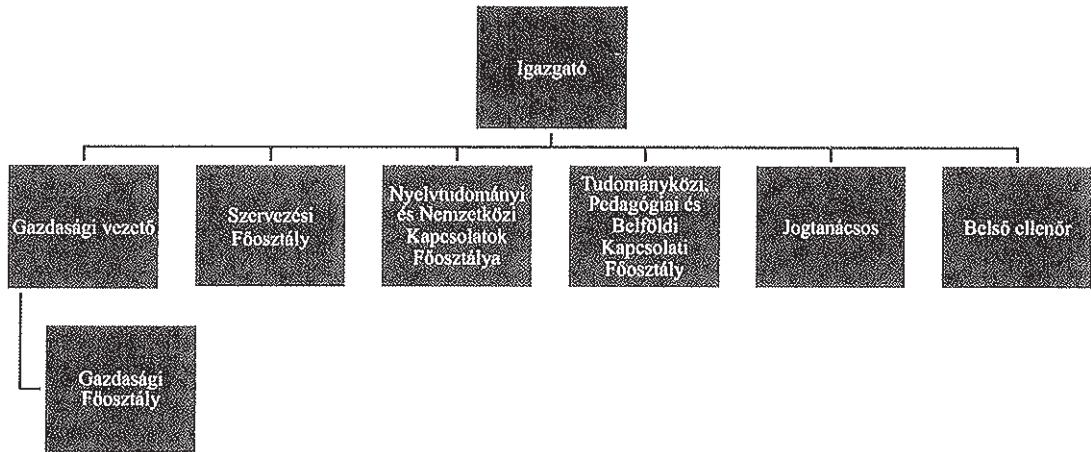 Igazgató
Gazdasági vezető
Szervezési
Főosztály
Nyelvtudományi
és Nemzetközi
Kapcsolatok
Főosztálya
Tudományközi,
Pedagógiai és
Belföldi
Kapcsolati
Főosztály
Jogtanácsos
Belső ellenőr
Gazdasági
Főosztály